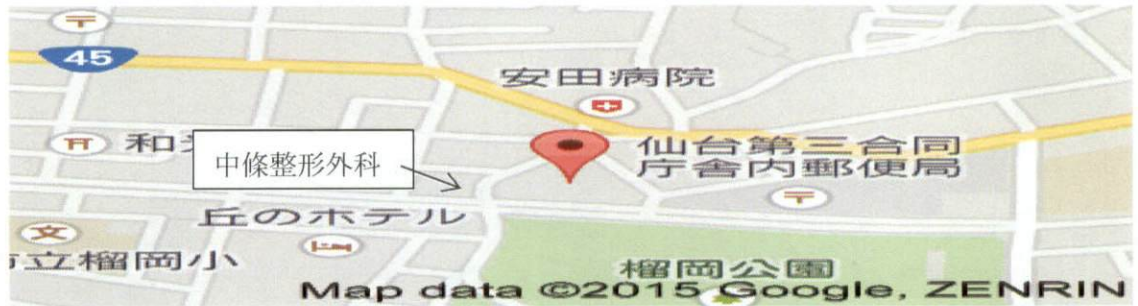 45
安田病院
和
中條整形外科
仙台第三合同
庁舎内郵便局
丘のホテル
文
市立榴岡小
榴岡公園
Map data ©2015 Google, ZENRIN